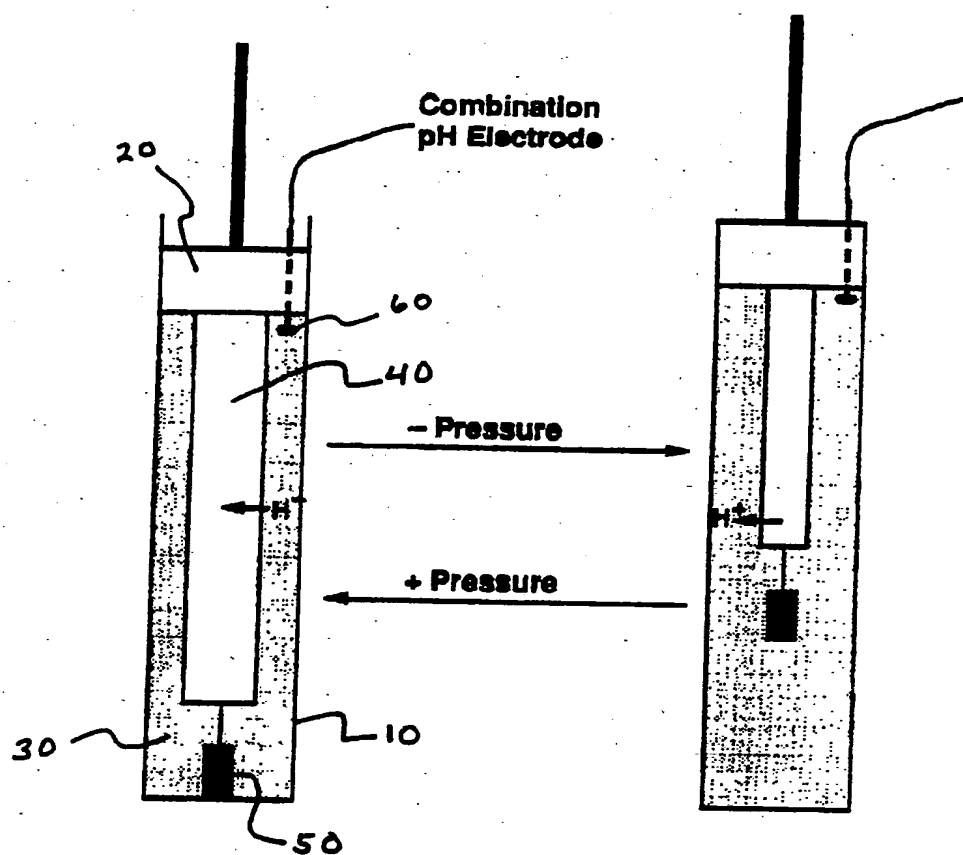 Combination
pH Electrode
20
60
40
– Pressure
H⁻
H⁺
+ Pressure
30
10
50